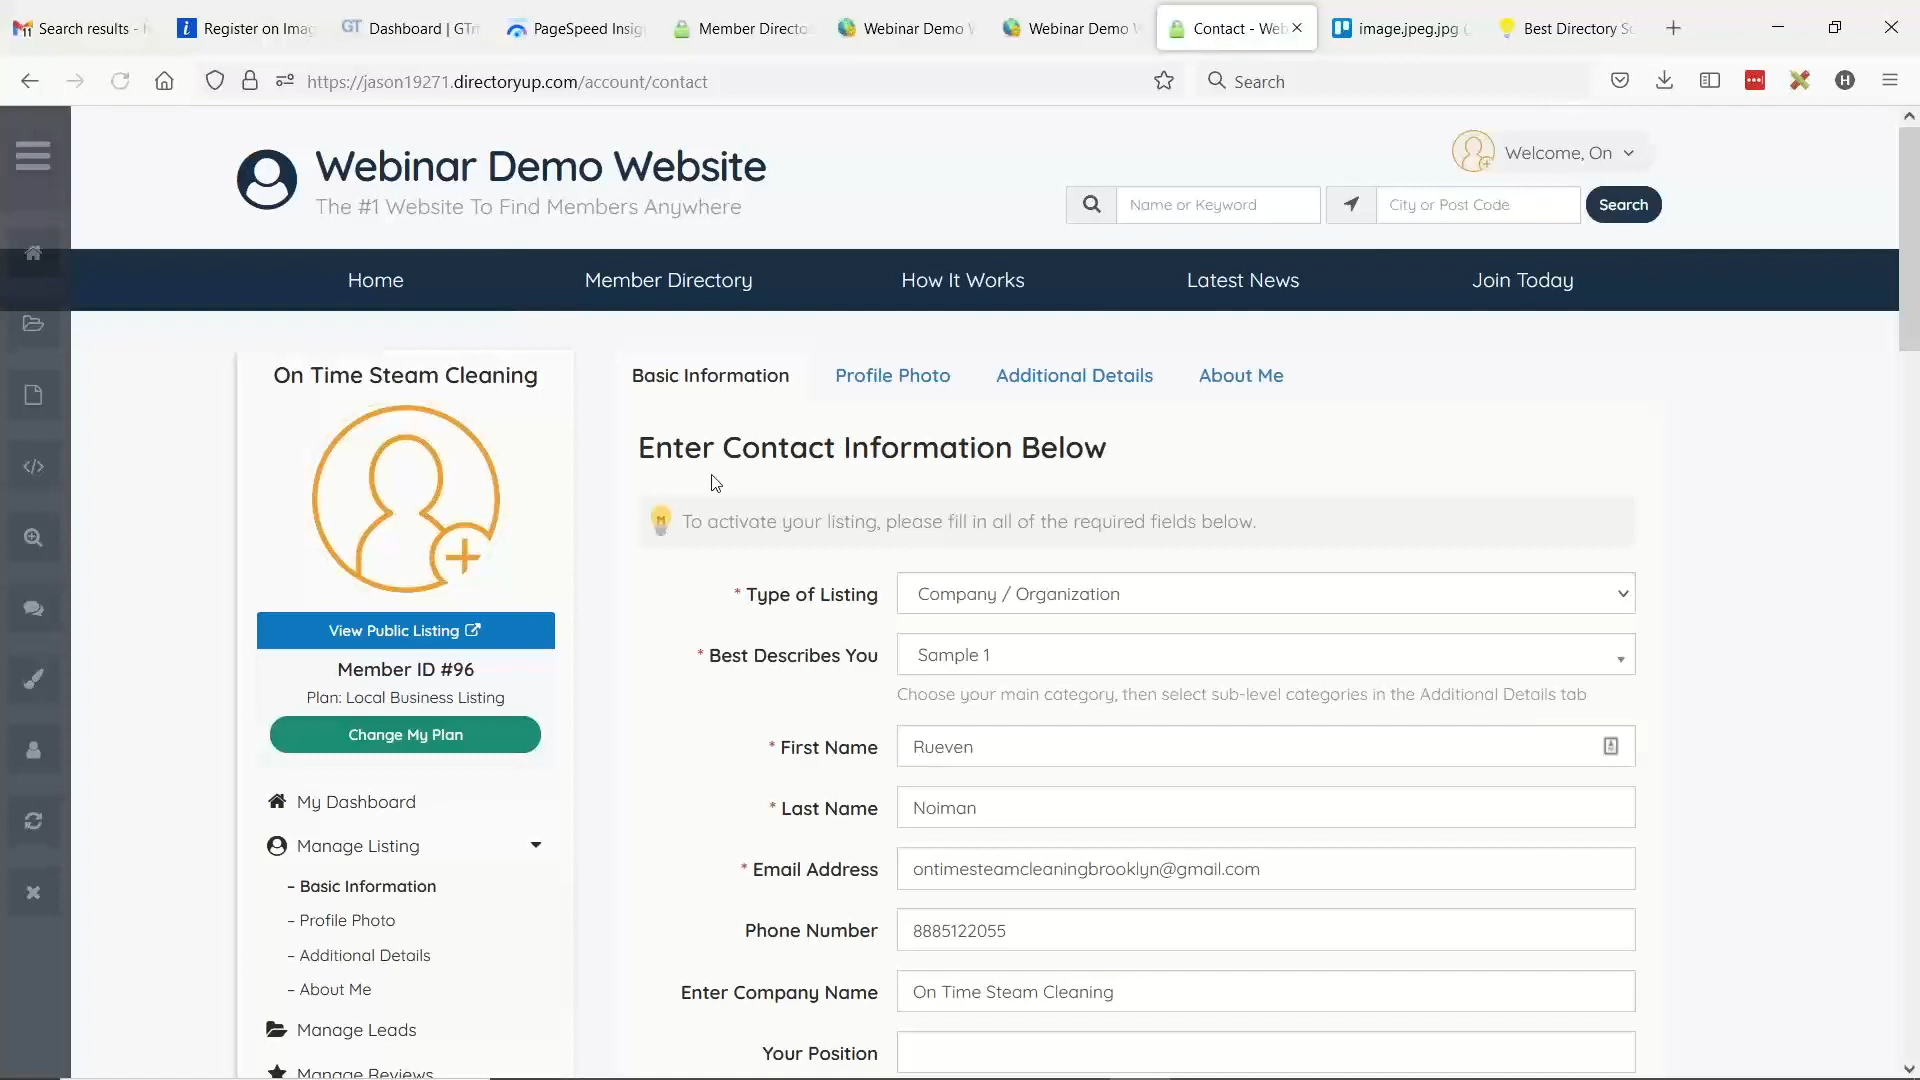 Search results -
Register on Imag
GT Dashboard | GTm
PageSpeed Insig
Member Directo
Webinar Demo W
Webinar Demo W
Contact - Web
image.jpeg.jpg (
Best Directory So
https://jason19271.directoryup.com/account/contact
Search
Webinar Demo Website
The #1 Website To Find Members Anywhere
Welcome, On
Name or Keyword
City or Post Code
Search
Home
Member Directory
How It Works
Latest News
Join Today
On Time Steam Cleaning
View Public Listing
Member ID #96
Plan: Local Business Listing
Change My Plan
My Dashboard
Manage Listing
– Basic Information
– Profile Photo
– Additional Details
– About Me
Manage Leads
Manage Reviews
Basic Information
Profile Photo
Additional Details
About Me
Enter Contact Information Below
To activate your listing, please fill in all of the required fields below.
* Type of Listing
Company / Organization
* Best Describes You
Sample 1
Choose your main category, then select sub-level categories in the Additional Details tab
* First Name
Rueven
* Last Name
Noiman
* Email Address
ontimesteamcleaningbrooklyn@gmail.com
Phone Number
8885122055
Enter Company Name
On Time Steam Cleaning
Your Position